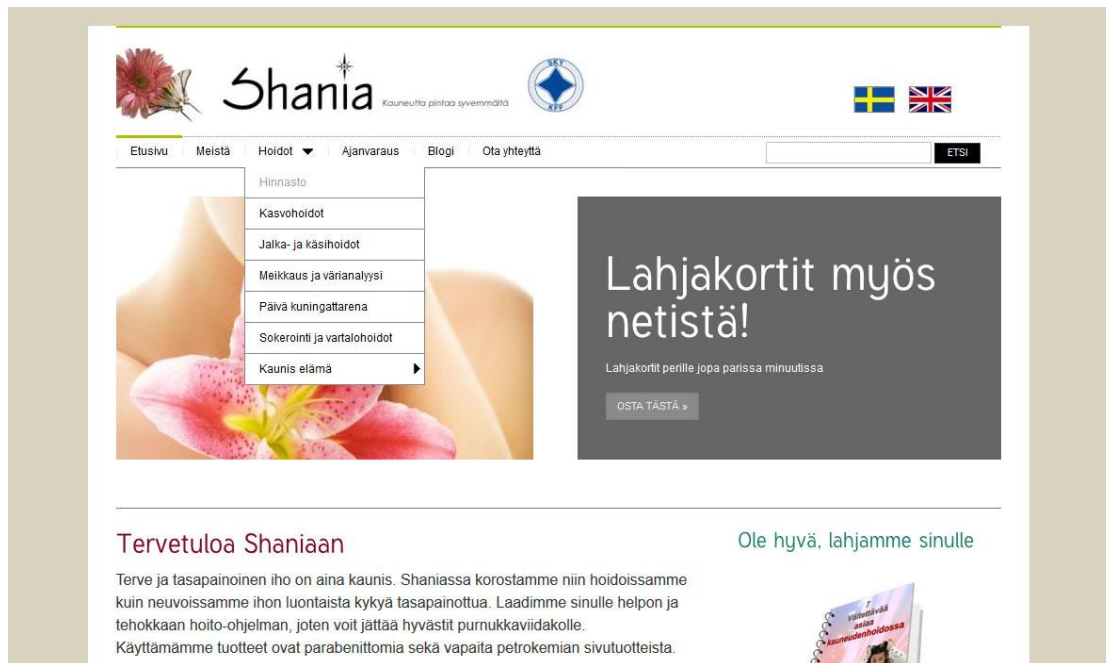 SKY
KFF
Shania
Kauneutta pintaa syvemmältä
Etusivu
Meistä
Hoidot
Ajanvaraus
Blogi
Ota yhteyttä
ETSI
Hinnasto
Kasvohoidot
Jalka- ja käsihoidot
Meikkaus ja värianalyysi
Päivä kuningattarena
Sokerointi ja vartalohoidot
Kaunis elämä
Lahjakortit myös
netistä!
Lahjakortit perille jopa parissa minuutissa
OSTA TÄSTÄ »
Tervetuloa Shaniaan
Terve ja tasapainoinen iho on aina kaunis. Shaniassa korostamme niin hoidoissamme
kuin neuvoissamme ihon luontaista kykyä tasapainottua. Laadimme sinulle helpon ja
tehokkaan hoito-ohjelman, joten voit jättää hyvästit purnukkaviidakolle.
Käyttämämme tuotteet ovat parabenittomia sekä vapaita petrokemian sivutuotteista.
Ole hyvä, lahjamme sinulle
7
vältettävää
asiaa
kauneudenhoidossa